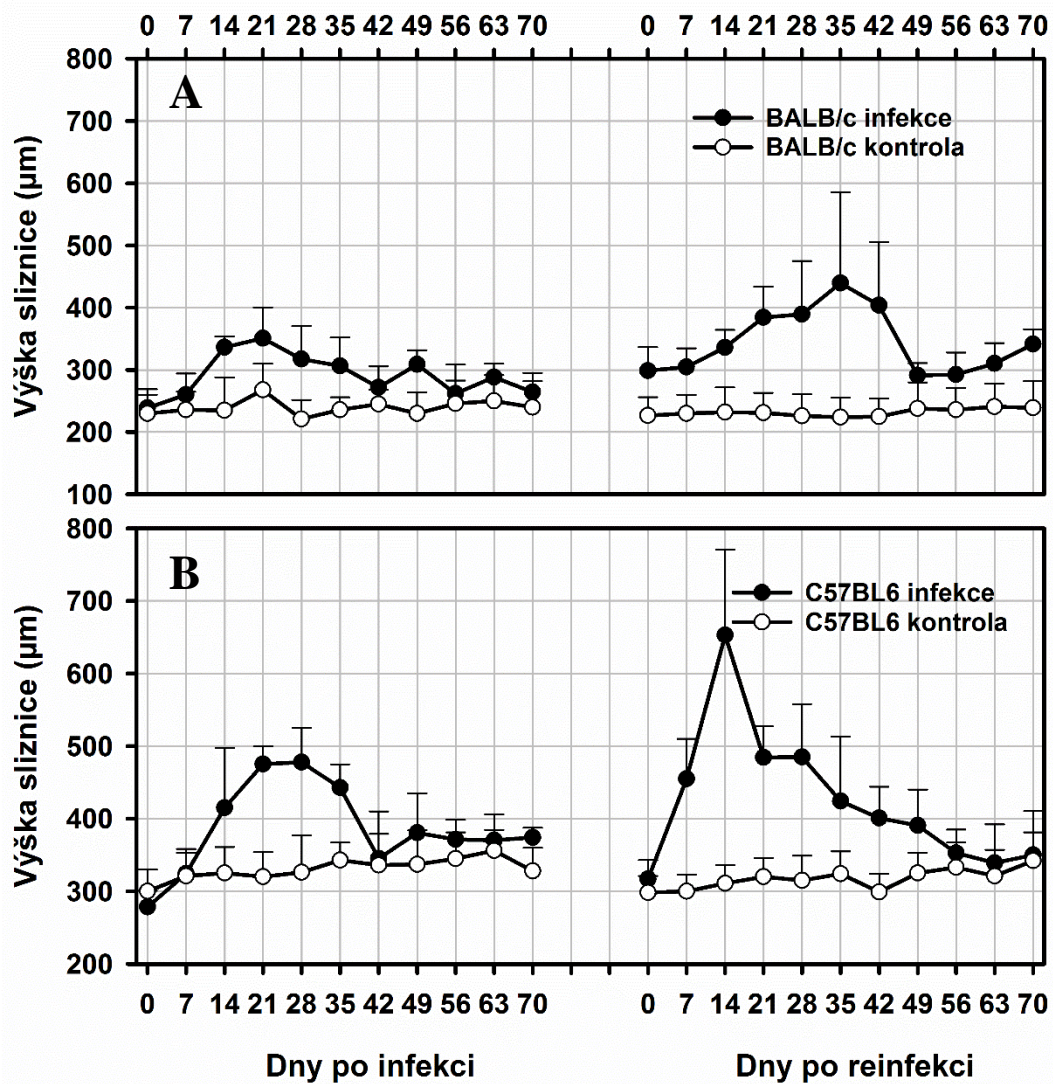 0 7 14 21 28 35 42 49 56 63 70 0 7 14 21 28 35 42 49 56 63 70
800
A
700
BALB/c infekce
BALB/c kontrola
600
500
400
300
200
100
Výška sliznice (µm)
800
B
C57BL6 infekce
700
C57BL6 kontrola
600
500
400
300
200
Výška sliznice (µm)
0 7 14 21 28 35 42 49 56 63 70 0 7 14 21 28 35 42 49 56 63 70
Dny po infekci Dny po reinfekci